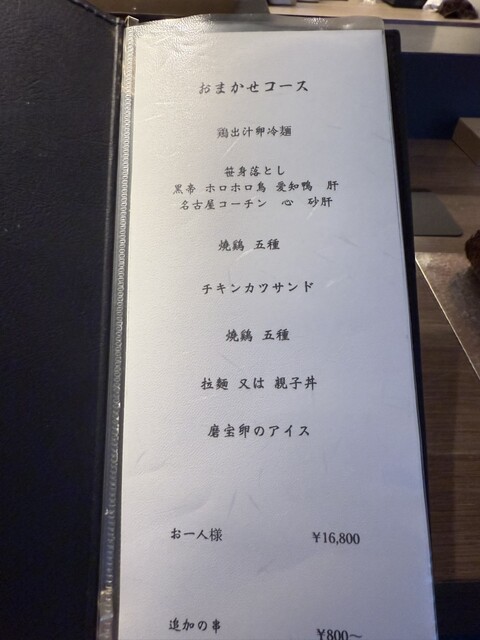 おまかせコース
鶏出汁卵冷麺
笹身落とし
黒帝 ホロホロ鳥 愛知鴨 肝
名古屋コーチン 心 砂肝
焼鶏 五種
チキンカツサンド
焼鶏 五種
拉麺 又は 親子丼
磨宝卵のアイス
お一人様 ¥16,800
追加の串 ¥800～